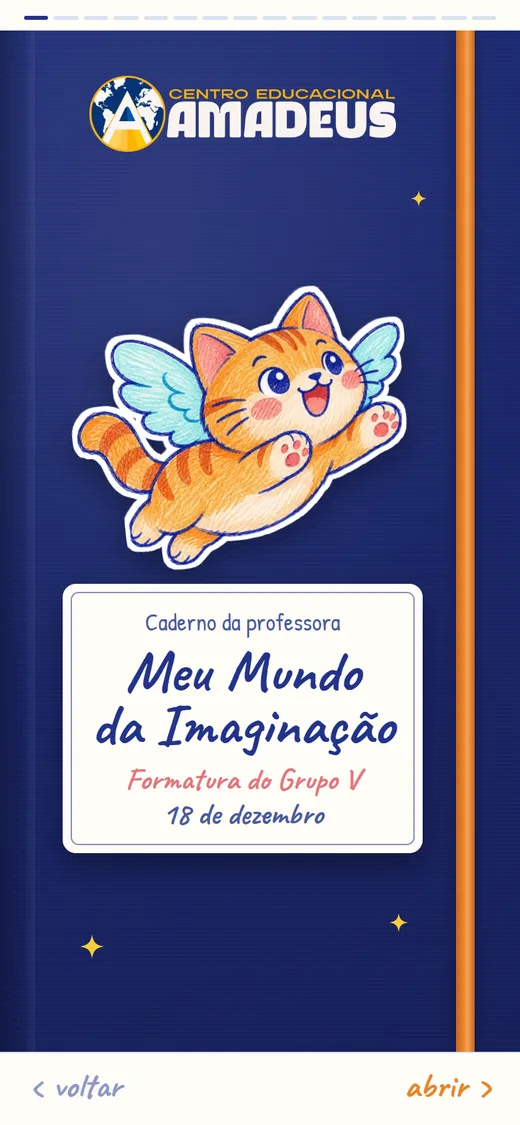 CENTRO EDUCACIONAL
AMADEUS
Caderno da professora
Meu Mundo
da Imaginação
Formatura do Grupo V
18 de dezembro
‹ voltar
abrir ›